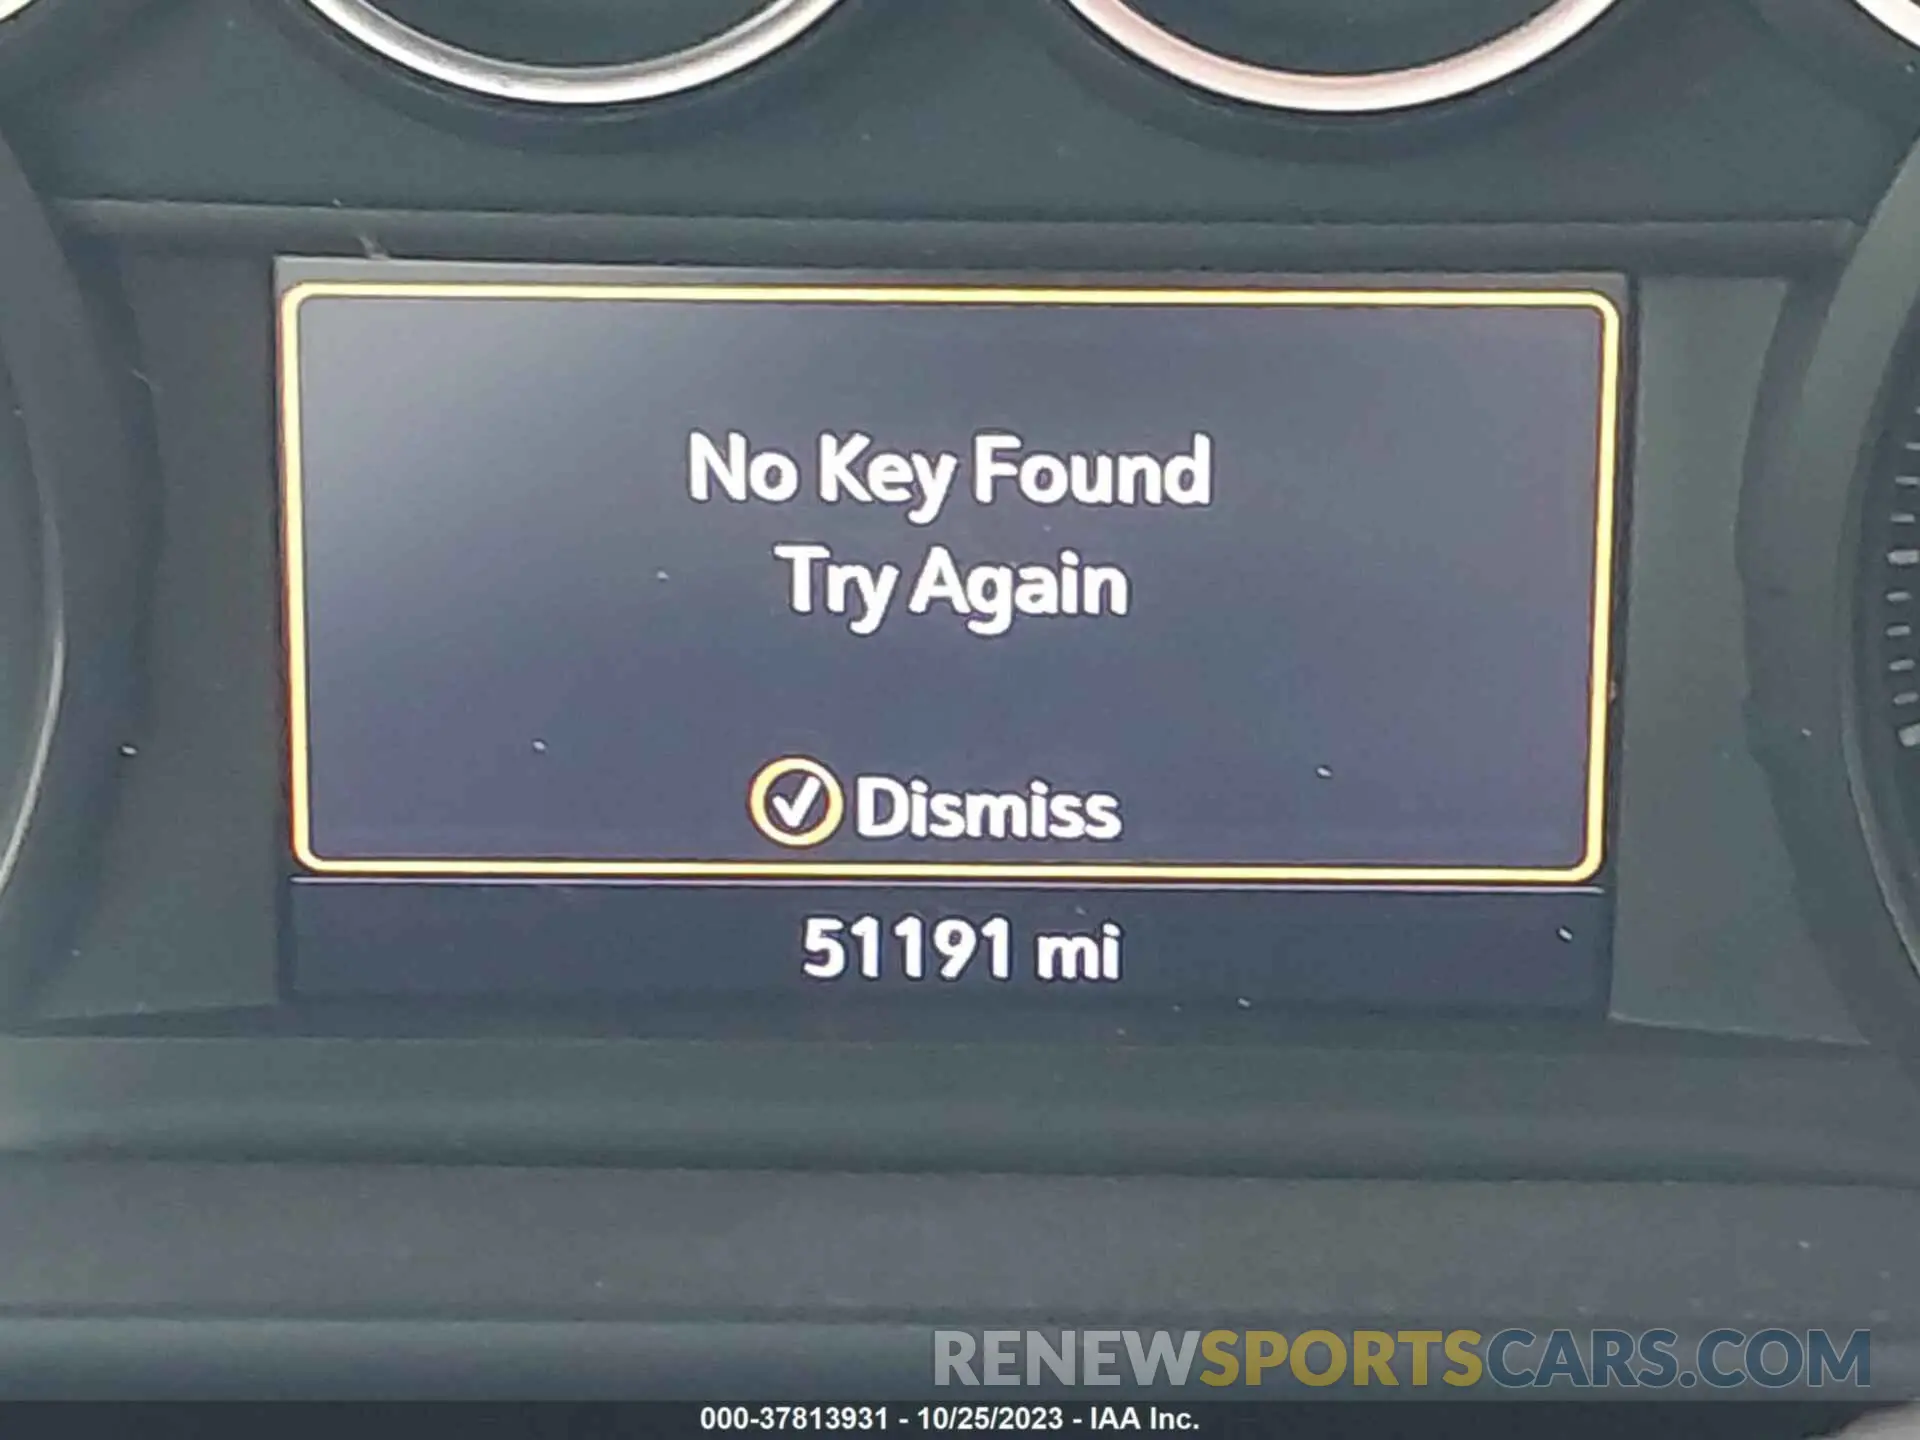 No Key Found
Try Again
Dismiss
51191 mi
RENEWSPORTSCARS.COM
000-37813931 - 10/25/2023 - IAA Inc.